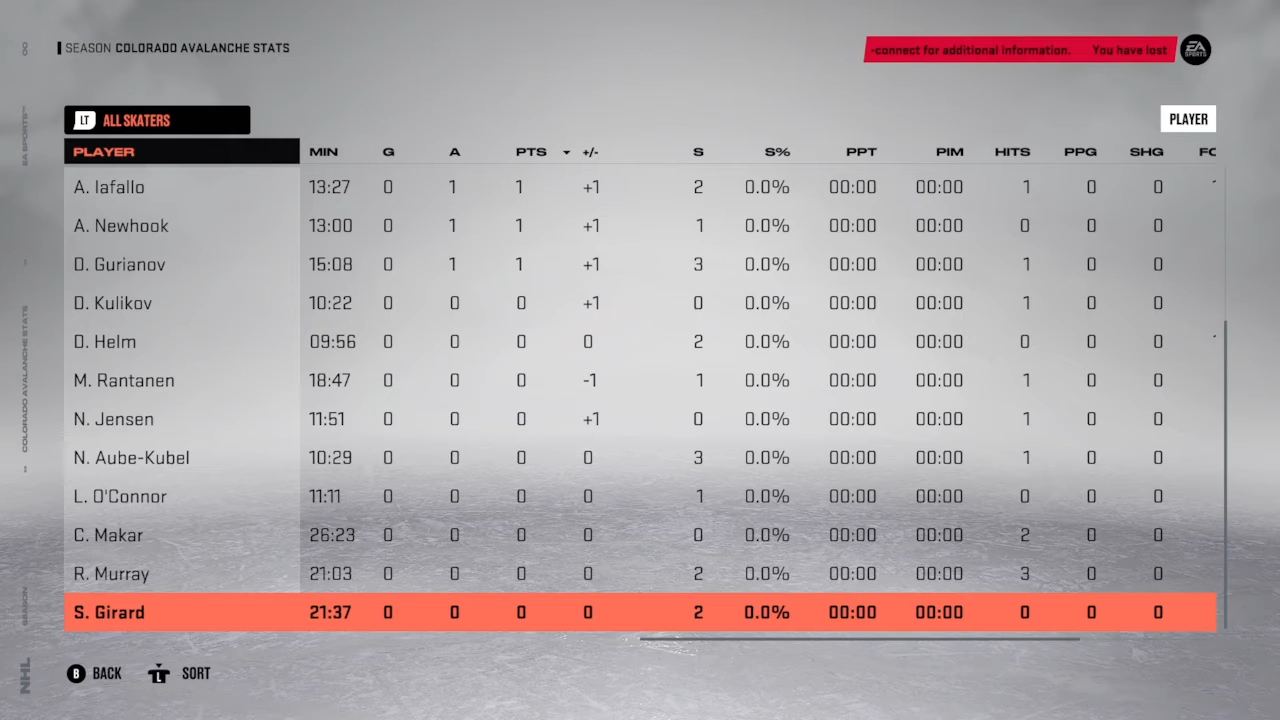 SEASON COLORADO AVALANCHE STATS
-connect for additional information. You have lost
EA SPORTS
LT ALL SKATERS
PLAYER
PLAYER MIN G A PTS +/- S S% PPT PIM HITS PPG SHG FO
A. Iafallo 13:27 0 1 1 +1 2 0.0% 00:00 00:00 1 0 0
A. Newhook 13:00 0 1 1 +1 1 0.0% 00:00 00:00 0 0 0
D. Gurianov 15:08 0 1 1 +1 3 0.0% 00:00 00:00 1 0 0
D. Kulikov 10:22 0 0 0 +1 0 0.0% 00:00 00:00 1 0 0
D. Helm 09:56 0 0 0 0 2 0.0% 00:00 00:00 0 0 0
M. Rantanen 18:47 0 0 0 -1 1 0.0% 00:00 00:00 1 0 0
N. Jensen 11:51 0 0 0 +1 0 0.0% 00:00 00:00 1 0 0
N. Aube-Kubel 10:29 0 0 0 0 3 0.0% 00:00 00:00 1 0 0
L. O'Connor 11:11 0 0 0 0 1 0.0% 00:00 00:00 0 0 0
C. Makar 26:23 0 0 0 0 0 0.0% 00:00 00:00 2 0 0
R. Murray 21:03 0 0 0 0 2 0.0% 00:00 00:00 3 0 0
S. Girard 21:37 0 0 0 0 2 0.0% 00:00 00:00 0 0 0
B BACK L SORT
EA SPORTS™
COLORADO AVALANCHE STATS
SEASON
NHL